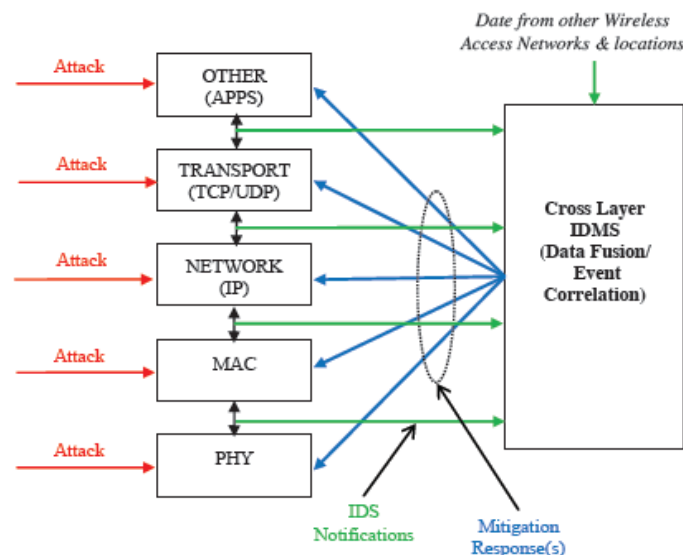 Date from other Wireless
Access Networks & locations
Attack
OTHER
(APPS)
Attack
TRANSPORT
(TCP/UDP)
Attack
NETWORK
(IP)
Attack
MAC
Attack
PHY
Cross Layer
IDMS
(Data Fusion/
Event
Correlation)
IDS
Notifications
Mitigation
Response(s)